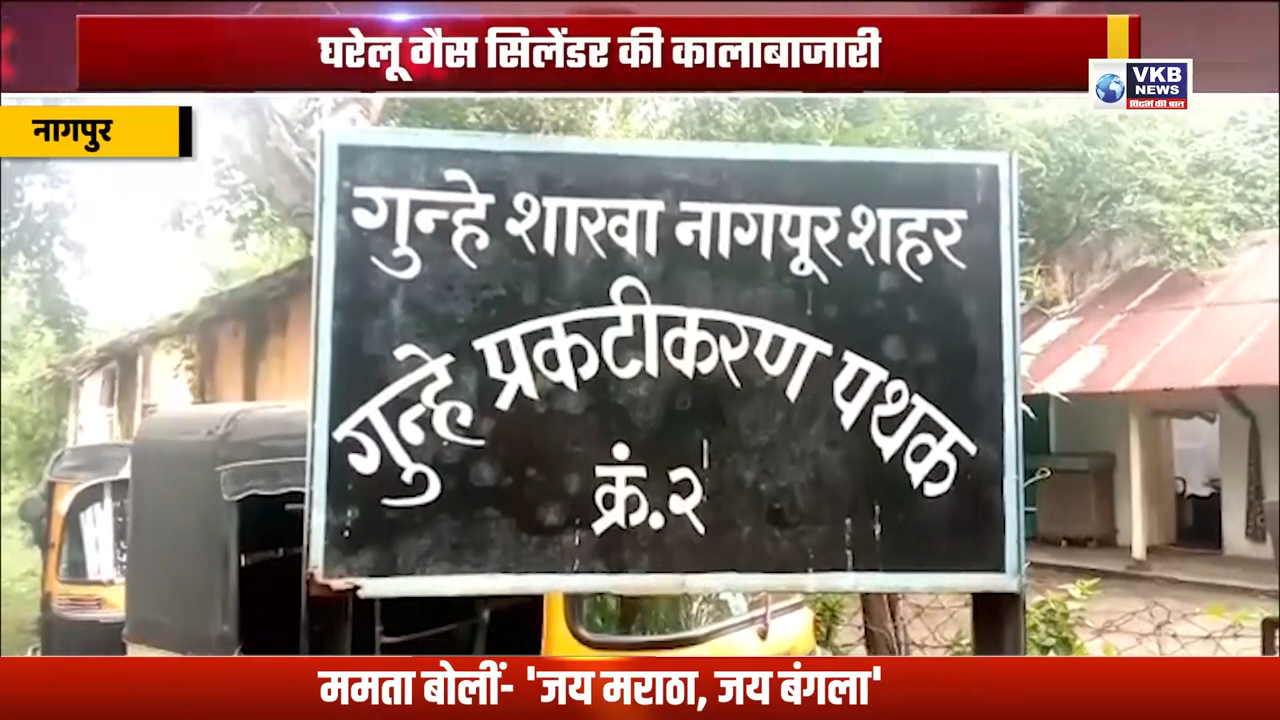 घरेलू गैस सिलेंडर की कालाबाजारी
VKB
NEWS
विदर्भ की बात
नागपुर
गुन्हे शाखा नागपूर शहर
गुन्हे प्रकटीकरण पथक
क्रं.२
ममता बोलीं- 'जय मराठा, जय बंगला'